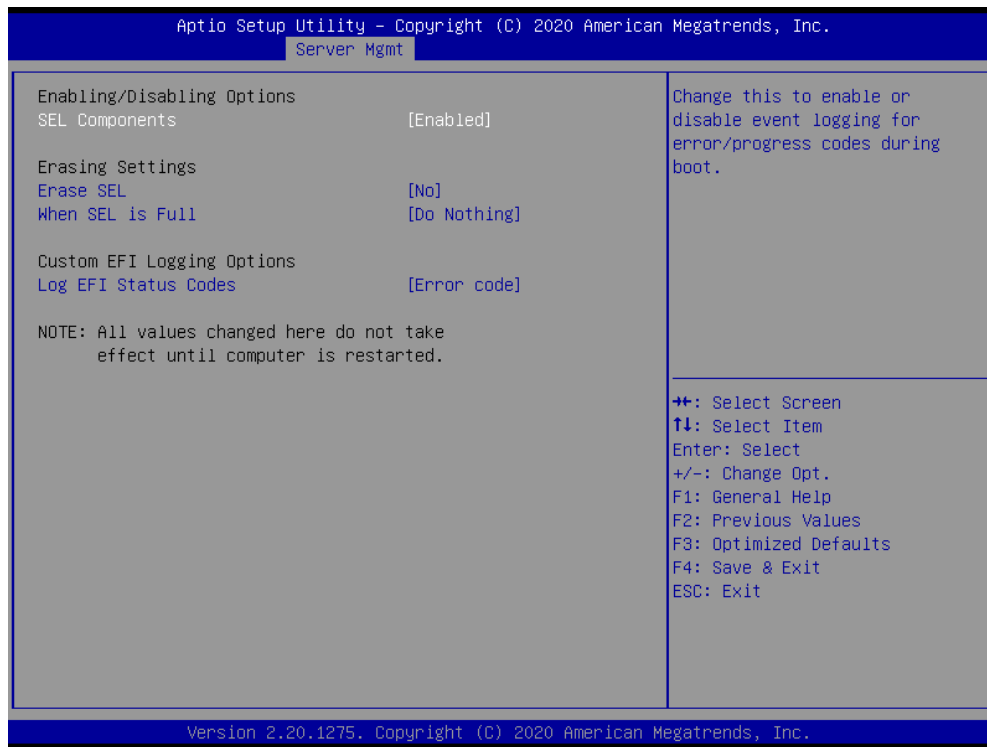 Aptio Setup Utility – Copyright (C) 2020 American Megatrends, Inc.
Server Mgmt
Enabling/Disabling Options
SEL Components [Enabled]
Erasing Settings
Erase SEL [No]
When SEL is Full [Do Nothing]
Custom EFI Logging Options
Log EFI Status Codes [Error code]
NOTE: All values changed here do not take
effect until computer is restarted.
Change this to enable or
disable event logging for
error/progress codes during
boot.
→←: Select Screen
↑↓: Select Item
Enter: Select
+/-: Change Opt.
F1: General Help
F2: Previous Values
F3: Optimized Defaults
F4: Save & Exit
ESC: Exit
Version 2.20.1275. Copyright (C) 2020 American Megatrends, Inc.